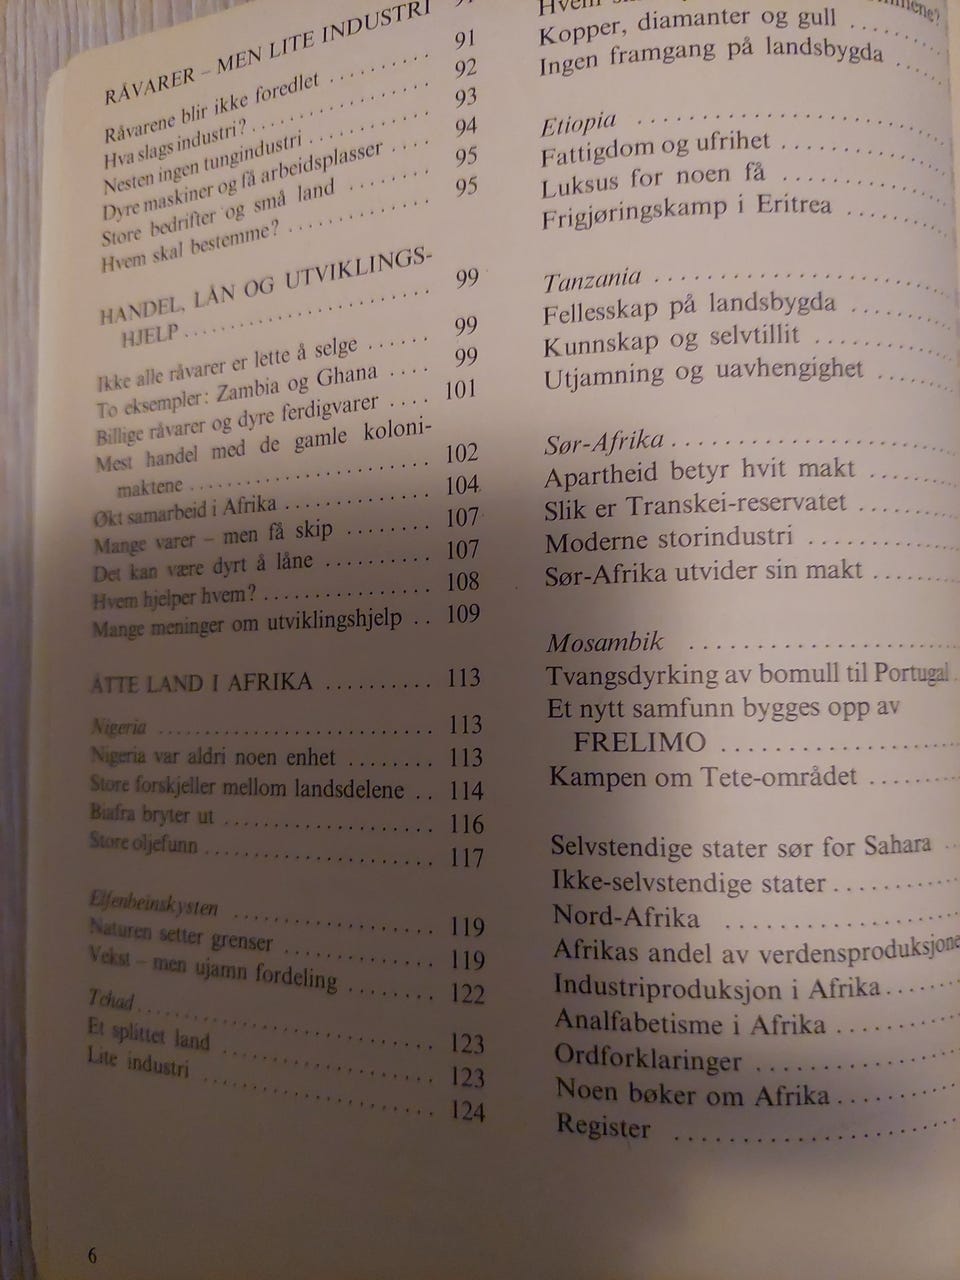 RÅVARER – MEN LITE INDUSTRI
Råvarene blir ikke foredlet .......... 91
Hva slags industri? .......... 92
Nesten ingen tungindustri .......... 93
Dyre maskiner og få arbeidsplasser .... 94
Store bedrifter og små land ........ 95
Hvem skal bestemme? .......... 95
HANDEL, LÅN OG UTVIKLINGS-
HJELP .......... 99
Ikke alle råvarer er lette å selge ...... 99
To eksempler: Zambia og Ghana .... 99
Billige råvarer og dyre ferdigvarer .... 101
Mest handel med de gamle koloni-
maktene .......... 102
Økt samarbeid i Afrika .......... 104
Mange varer – men få skip ........ 107
Det kan være dyrt å låne .......... 107
Hvem hjelper hvem? .......... 108
Mange meninger om utviklingshjelp .. 109
ÅTTE LAND I AFRIKA .......... 113
Nigeria .......... 113
Nigeria var aldri noen enhet ........ 113
Store forskjeller mellom landsdelene .. 114
Biafra bryter ut .......... 116
Store oljefunn .......... 117
Elfenbeinskysten .......... 119
Naturen setter grenser .......... 119
Vekst – men ujamn fordeling ........ 122
Tchad .......... 123
Et splittet land .......... 123
Lite industri .......... 124
6
Kopper, diamanter og gull ........
Ingen framgang på landsbygda .....
Etiopia ..........
Fattigdom og ufrihet ..........
Luksus for noen få ..........
Frigjøringskamp i Eritrea ........
Tanzania ..........
Fellesskap på landsbygda ........
Kunnskap og selvtillit ..........
Utjamning og uavhengighet ......
Sør-Afrika ..........
Apartheid betyr hvit makt ......
Slik er Transkei-reservatet ......
Moderne storindustri ..........
Sør-Afrika utvider sin makt ......
Mosambik ..........
Tvangsdyrking av bomull til Portugal .
Et nytt samfunn bygges opp av
FRELIMO ..........
Kampen om Tete-området ......
Selvstendige stater sør for Sahara ..
Ikke-selvstendige stater ..........
Nord-Afrika ..........
Afrikas andel av verdensproduksjone
Industriproduksjon i Afrika ......
Analfabetisme i Afrika ..........
Ordforklaringer ..........
Noen bøker om Afrika ..........
Register ..........